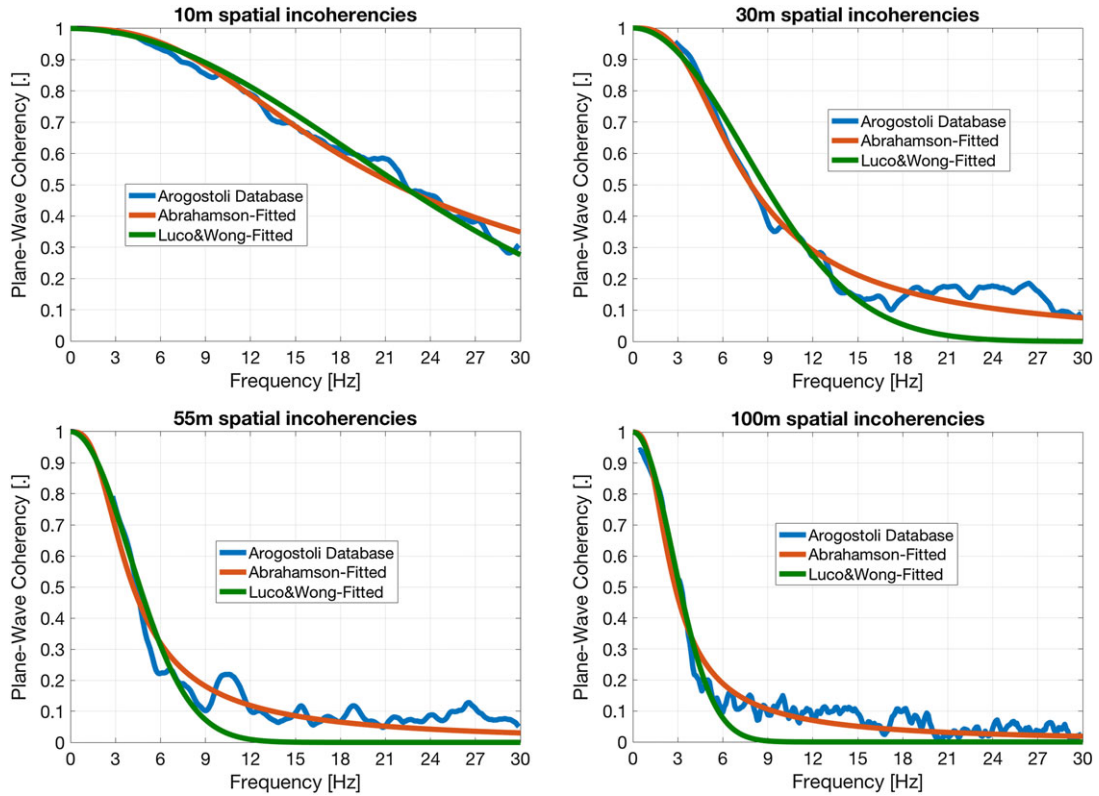 10m spatial incoherencies
Plane-Wave Coherency [.]
1
0.9
0.8
0.7
0.6
0.5
0.4
0.3
0.2
0.1
0
Arogostoli Database
Abrahamson-Fitted
Luco&Wong-Fitted
0 3 6 9 12 15 18 21 24 27 30
Frequency [Hz]
30m spatial incoherencies
Plane-Wave Coherency [.]
1
0.9
0.8
0.7
0.6
0.5
0.4
0.3
0.2
0.1
0
Arogostoli Database
Abrahamson-Fitted
Luco&Wong-Fitted
0 3 6 9 12 15 18 21 24 27 30
Frequency [Hz]
55m spatial incoherencies
Plane-Wave Coherency [.]
1
0.9
0.8
0.7
0.6
0.5
0.4
0.3
0.2
0.1
0
Arogostoli Database
Abrahamson-Fitted
Luco&Wong-Fitted
0 3 6 9 12 15 18 21 24 27 30
Frequency [Hz]
100m spatial incoherencies
Plane-Wave Coherency [.]
1
0.9
0.8
0.7
0.6
0.5
0.4
0.3
0.2
0.1
0
Arogostoli Database
Abrahamson-Fitted
Luco&Wong-Fitted
0 3 6 9 12 15 18 21 24 27 30
Frequency [Hz]